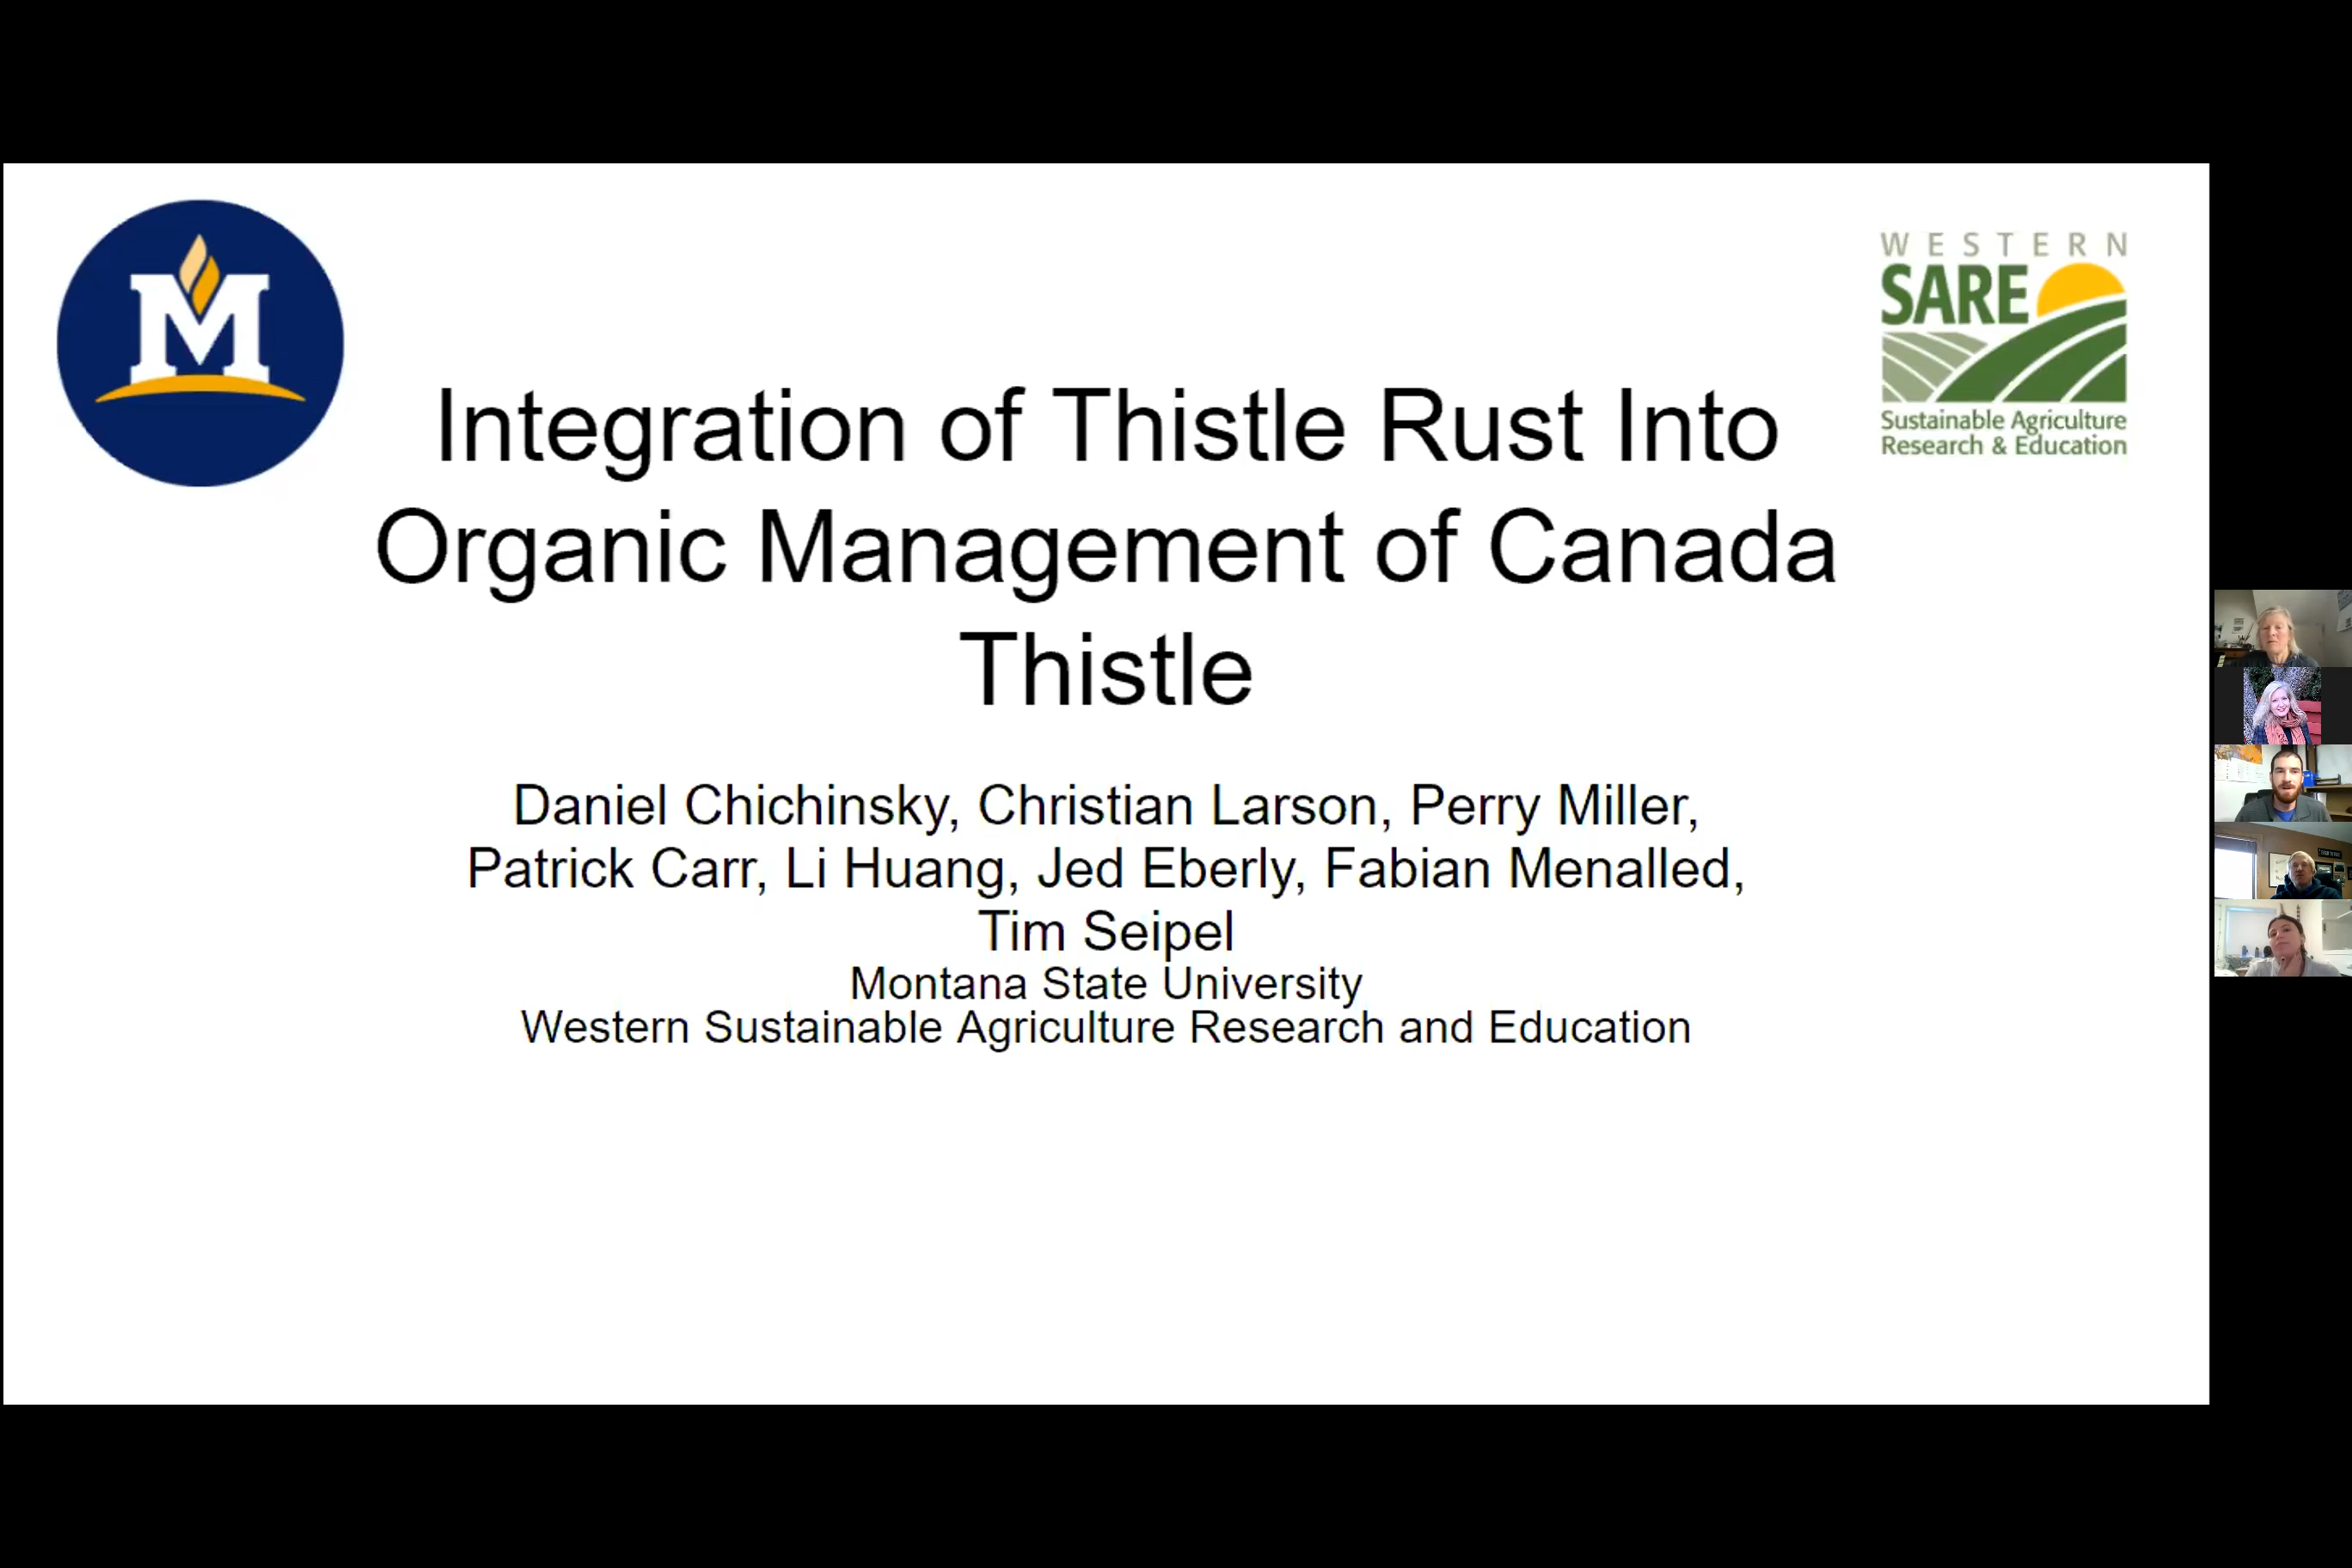 M
WESTERN
SARE
Sustainable Agriculture
Research & Education
Integration of Thistle Rust Into
Organic Management of Canada
Thistle
Daniel Chichinsky, Christian Larson, Perry Miller,
Patrick Carr, Li Huang, Jed Eberly, Fabian Menalled,
Tim Seipel
Montana State University
Western Sustainable Agriculture Research and Education